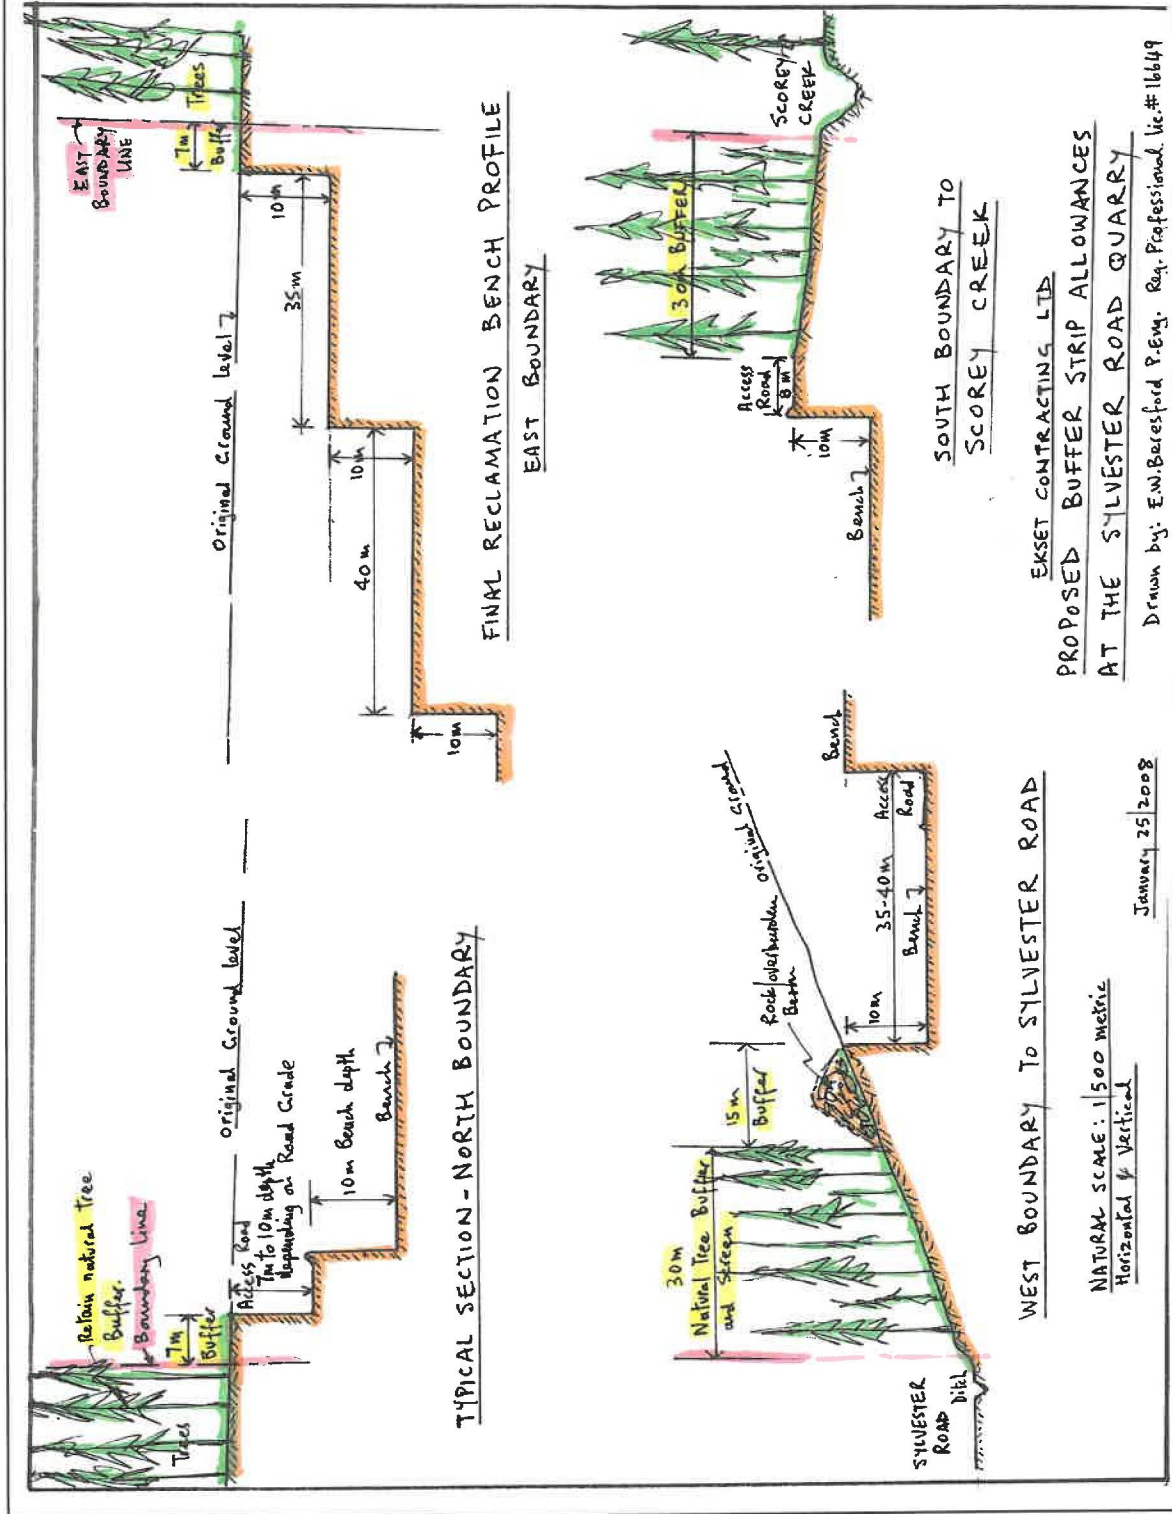 Retain natural tree
Buffer.
Boundary Line
7m
Buffer
Trees
Original Ground level
Access Road
7m to 10m depth
depending on Road Grade
10m Bench depth
Bench
TYPICAL SECTION - NORTH BOUNDARY
EAST
BOUNDARY
LINE
7m
Buffer
Trees
Original Ground level
10m
35m
10m
40m
10m
FINAL RECLAMATION BENCH PROFILE
EAST BOUNDARY
30m
Natural Tree Buffer
and Screen
15m
Buffer
Rock/overburden
Berm
original Ground
10m
35-40m
Bench
Access
Road
Bench
SYLVESTER
ROAD
Ditch
WEST BOUNDARY TO SYLVESTER ROAD
NATURAL SCALE: 1/500 metric
Horizontal & Vertical
January 25/2008
30m BUFFER
SCOREY
CREEK
Access
Road
8m
10m
Bench
SOUTH BOUNDARY TO
SCOREY CREEK
EKSET CONTRACTING LTD
PROPOSED BUFFER STRIP ALLOWANCES
AT THE SYLVESTER ROAD QUARRY
Drawn by: E.W. Beresford P.Eng. Reg. Professional Lic.# 16649